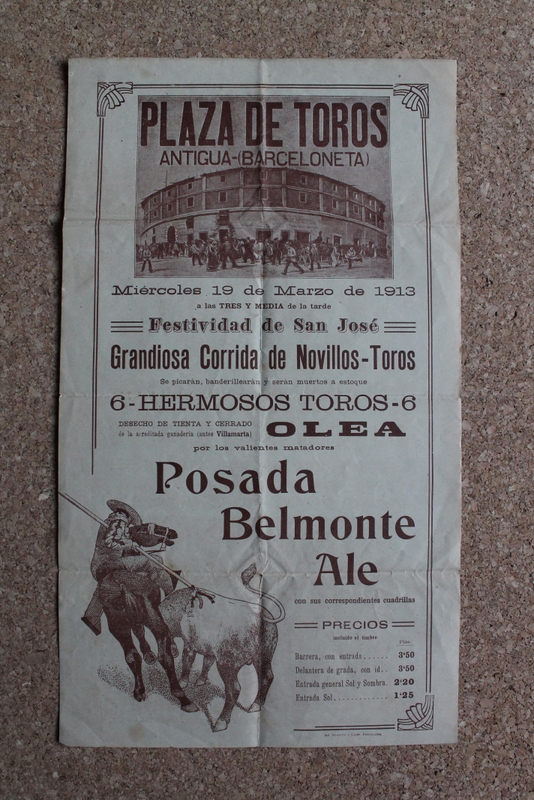 PLAZA DE TOROS
ANTIGUA-(BARCELONETA)
Miércoles 19 de Marzo de 1913
a las TRES Y MEDIA de la tarde
Festividad de San José
Grandiosa Corrida de Novillos-Toros
Se picarán, banderillearán y serán muertos a estoque
6-HERMOSOS TOROS-6
DESECHO DE TIENTA Y CERRADO
de la acreditada ganadería (antes Villamarta)
OLEA
por los valientes matadores
Posada
Belmonte
Ale
con sus correspondientes cuadrillas
PRECIOS
incluido el timbre
Ptas.
Barrera, con entrada...... 3'50
Delantera de grada, con id.. 3'50
Entrada general Sol y Sombra. 2'20
Entrada Sol............. 1'25